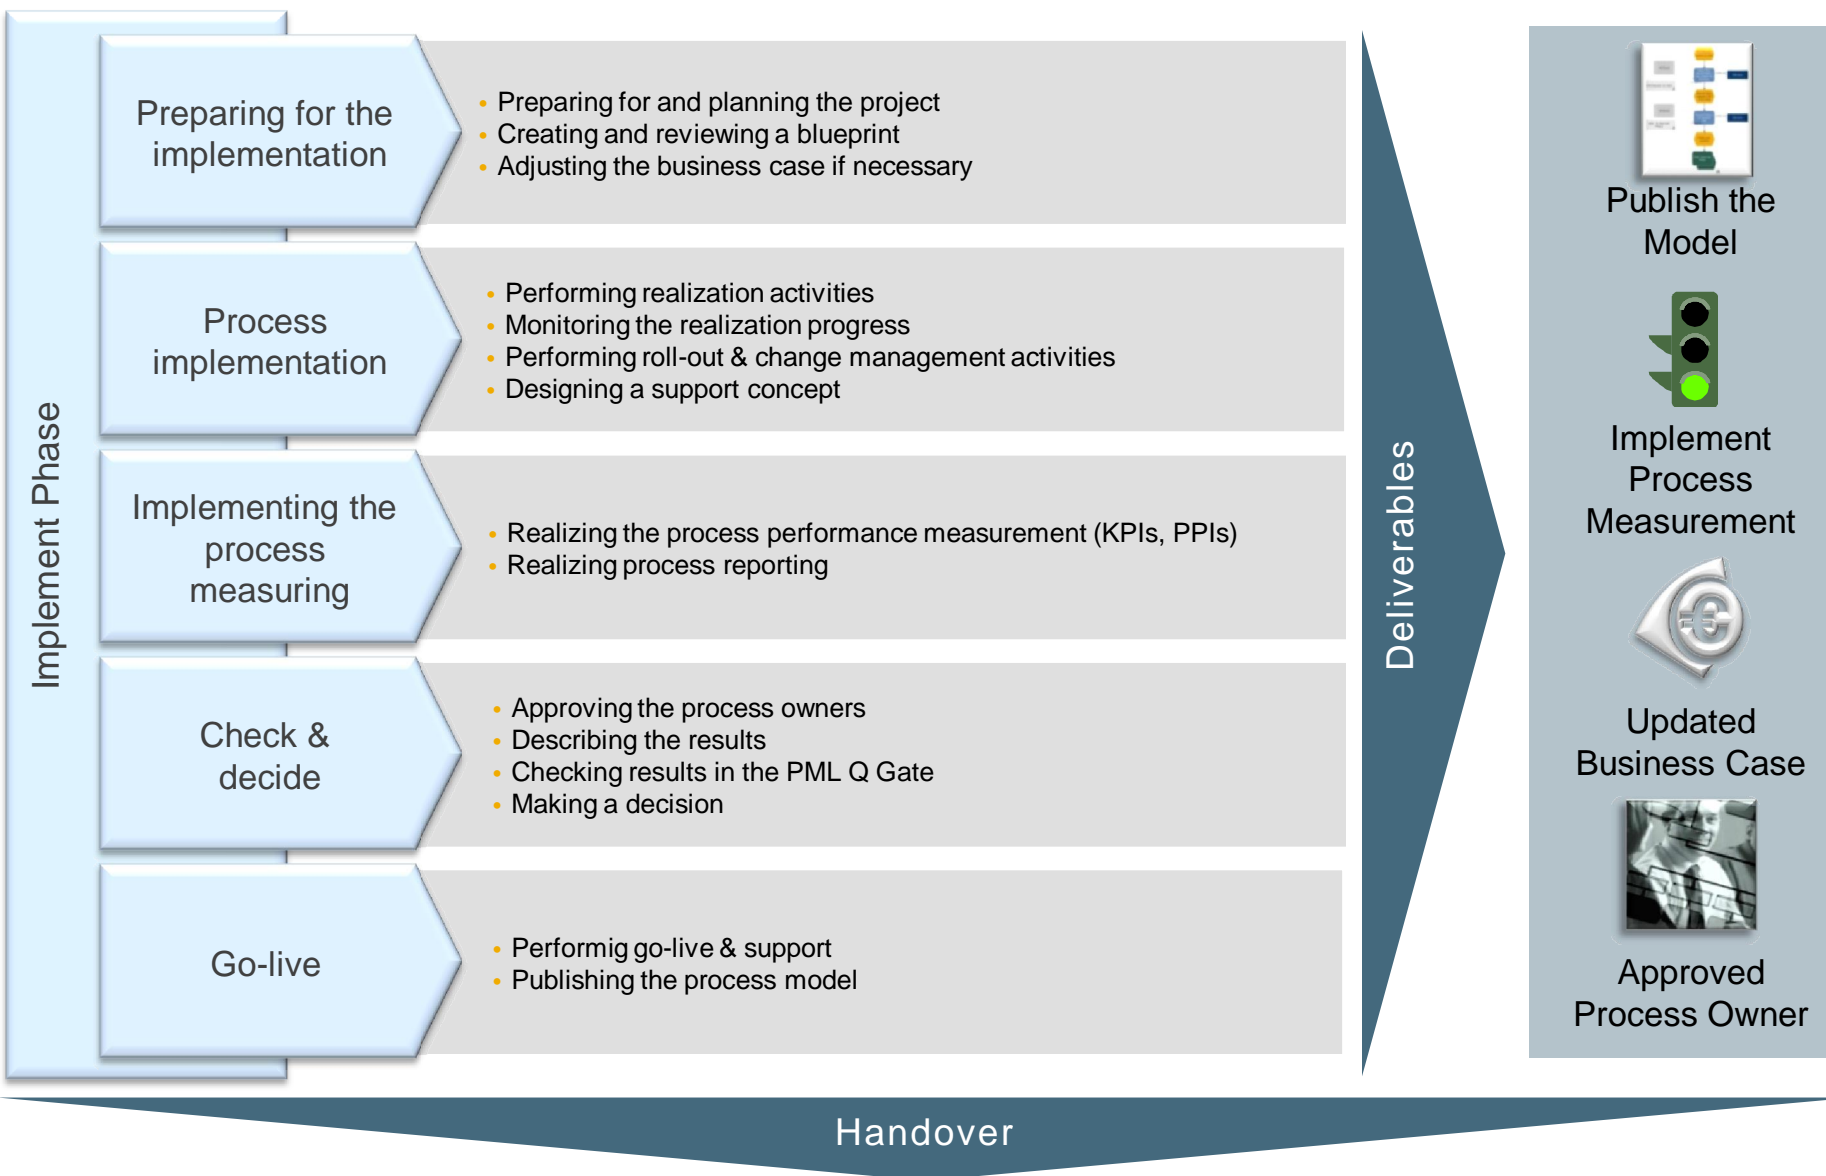 Implement Phase
Preparing for the
implementation
• Preparing for and planning the project
• Creating and reviewing a blueprint
• Adjusting the business case if necessary
Process
implementation
• Performing realization activities
• Monitoring the realization progress
• Performing roll-out & change management activities
• Designing a support concept
Implementing the
process
measuring
• Realizing the process performance measurement (KPIs, PPIs)
• Realizing process reporting
Check &
decide
• Approving the process owners
• Describing the results
• Checking results in the PML Q Gate
• Making a decision
Go-live
• Performig go-live & support
• Publishing the process model
Deliverables
Publish the
Model
Implement
Process
Measurement
Updated
Business Case
Approved
Process Owner
Handover